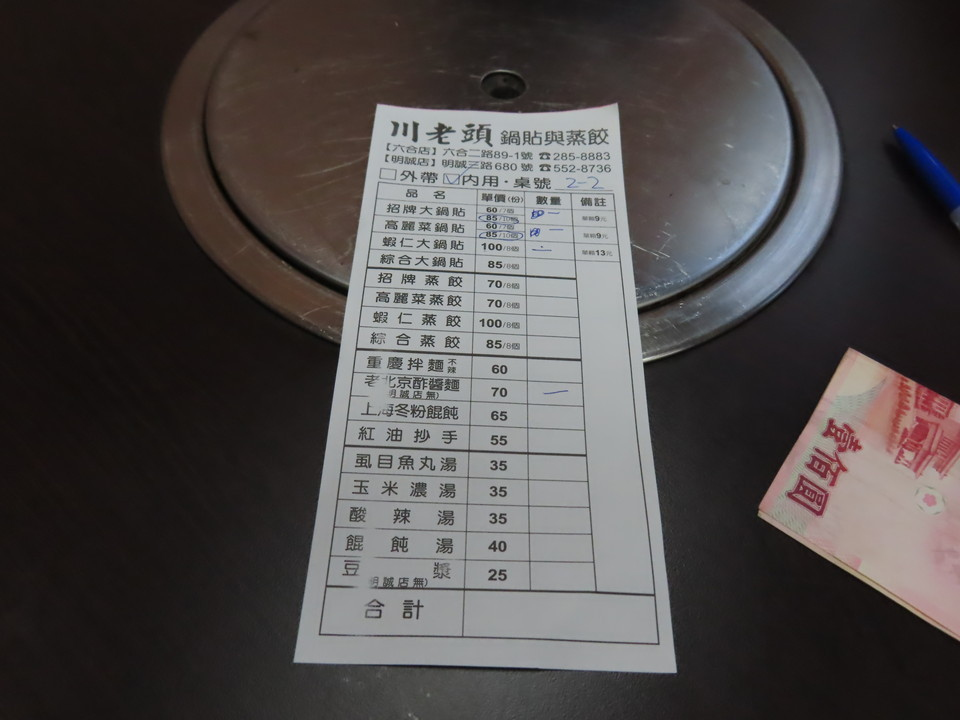 川老頭 鍋貼與蒸餃
【六合店】六合二路89-1號 ☎285-8883
【明誠店】明誠三路680號 ☎552-8736
□外帶 ☑內用・桌號 2-2
品名 單價(份) 數量 備註
招牌大鍋貼 60/7個 85/10個 一 單顆9元
高麗菜鍋貼 60/7個 85/10個 一 單顆9元
蝦仁大鍋貼 100/8個 單顆13元
綜合大鍋貼 85/8個
招牌蒸餃 70/8個
高麗菜蒸餃 70/8個
蝦仁蒸餃 100/8個
綜合蒸餃 85/8個
重慶拌麵 不辣 60
老北京酢醬麵 70 一
明誠店無)
上海冬粉餛飩 65
紅油抄手 55
虱目魚丸湯 35
玉米濃湯 35
酸辣湯 35
餛飩湯 40
豆漿 25
明誠店無)
合計
壹佰圓